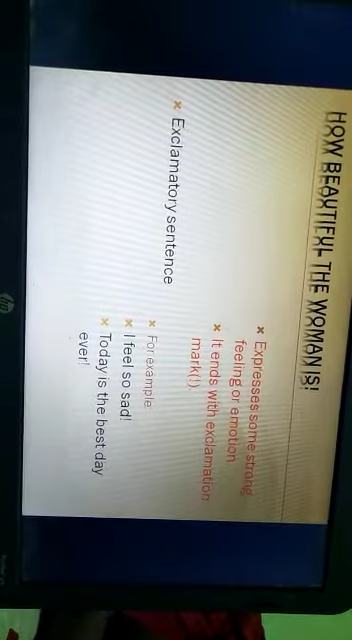 HOW BEAUTIFUL THE WOMAN IS!
Exclamatory sentence
Expresses some strong
feeling or emotion
It ends with exclamation
mark(!).
For example
I feel so sad!
Today is the best day
ever!
hp